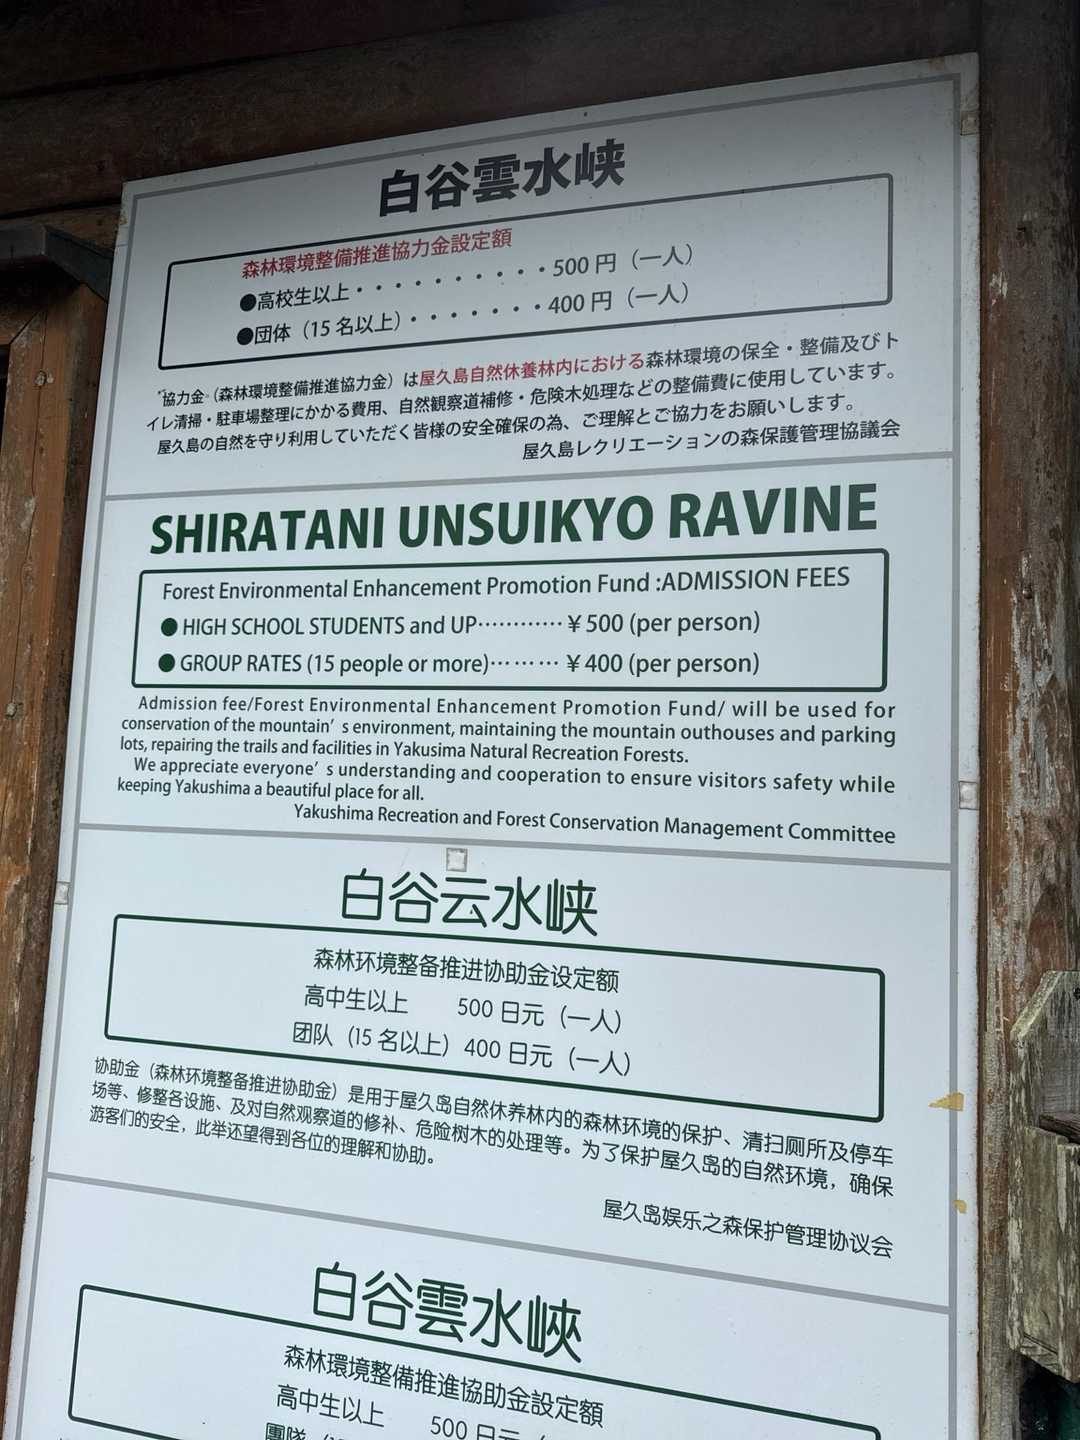 白谷雲水峡
森林環境整備推進協力金設定額
●高校生以上・・・・・・・・・・500 円（一人）
●団体（15 名以上）・・・・・・・400 円（一人）
"協力金"（森林環境整備推進協力金）は屋久島自然休養林内における森林環境の保全・整備及びト
イレ清掃・駐車場整理にかかる費用、自然観察道補修・危険木処理などの整備費に使用しています。
屋久島の自然を守り利用していただく皆様の安全確保の為、ご理解とご協力をお願いします。
屋久島レクリエーションの森保護管理協議会
SHIRATANI UNSUIKYO RAVINE
Forest Environmental Enhancement Promotion Fund :ADMISSION FEES
● HIGH SCHOOL STUDENTS and UP············¥500 (per person)
● GROUP RATES (15 people or more)·········¥400 (per person)
Admission fee/Forest Environmental Enhancement Promotion Fund/ will be used for
conservation of the mountain' s environment, maintaining the mountain outhouses and parking
lots, repairing the trails and facilities in Yakusima Natural Recreation Forests.
We appreciate everyone' s understanding and cooperation to ensure visitors safety while
keeping Yakushima a beautiful place for all.
Yakushima Recreation and Forest Conservation Management Committee
白谷云水峡
森林环境整备推进协助金设定额
高中生以上 500 日元（一人）
团队（15 名以上）400 日元（一人）
协助金（森林环境整备推进协助金）是用于屋久岛自然休养林内的森林环境的保护、清扫厕所及停车
场等、修整各设施、及对自然观察道的修补、危险树木的处理等。为了保护屋久岛的自然环境，确保
游客们的安全，此举还望得到各位的理解和协助。
屋久岛娱乐之森保护管理协议会
白谷雲水峽
森林環境整備推進協助金設定額
高中生以上 500 日元
團隊